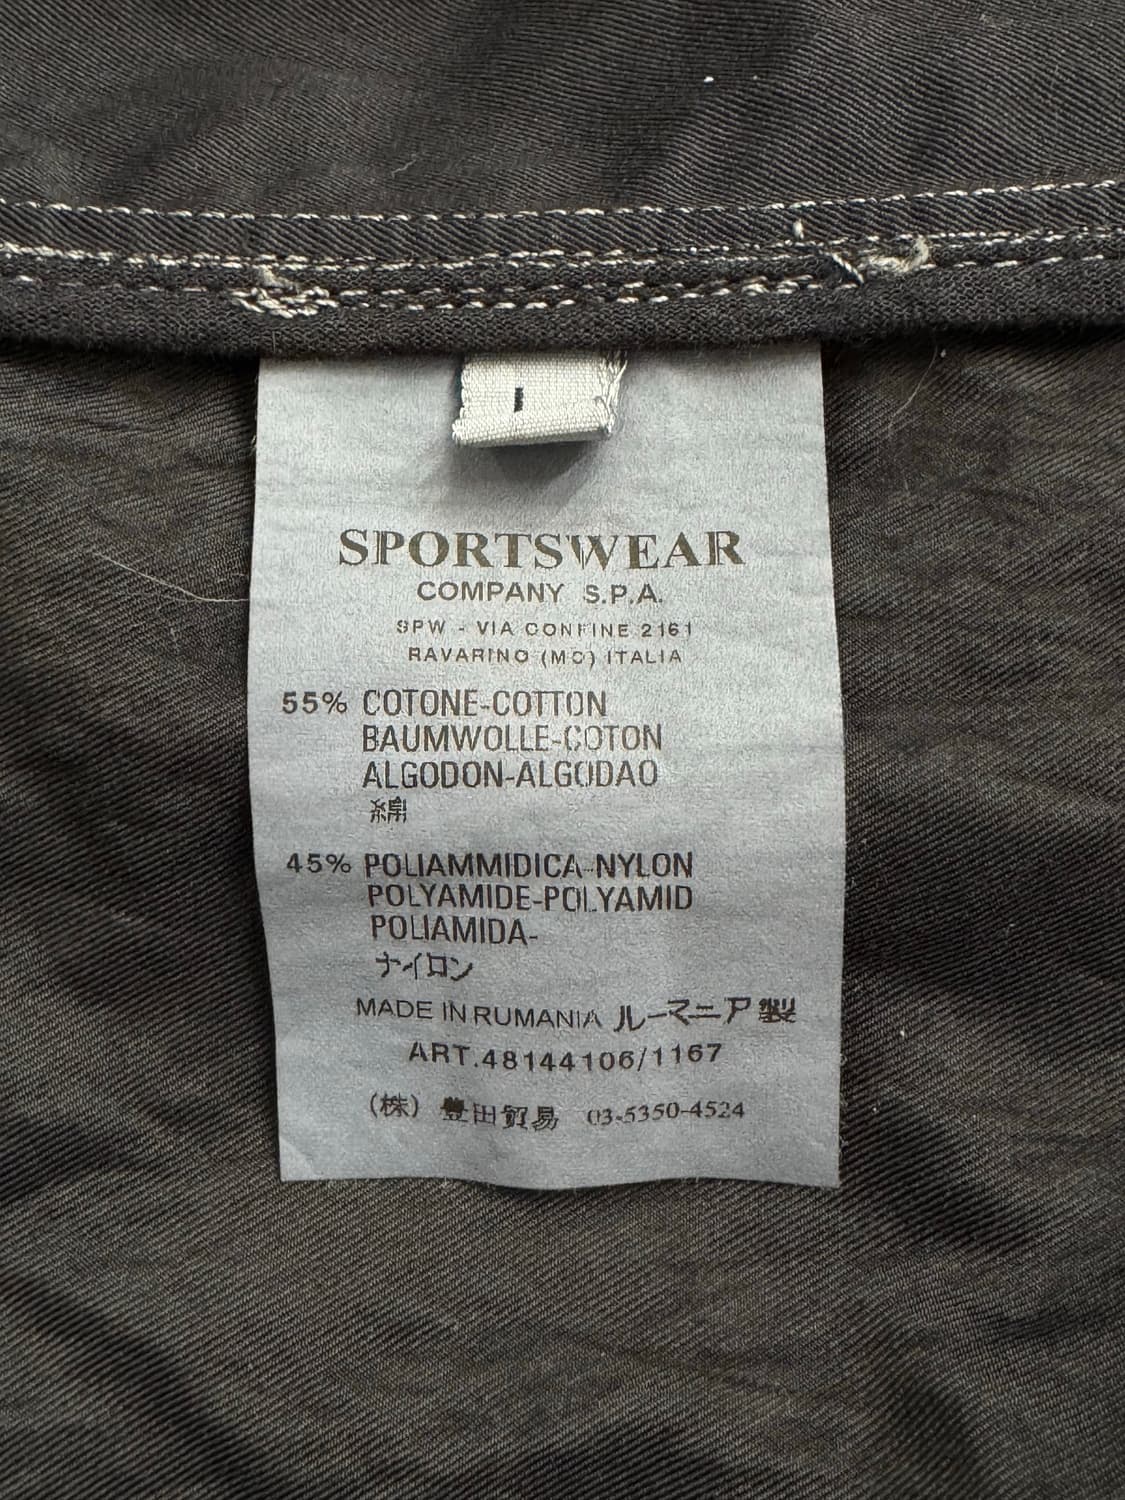 SPORTSWEAR
COMPANY S.P.A.
SPW - VIA CONFINE 2161
RAVARINO (MO) ITALIA
55% COTONE-COTTON
BAUMWOLLE-COTON
ALGODON-ALGODAO
綿
45% POLIAMMIDICA-NYLON
POLYAMIDE-POLYAMID
POLIAMIDA-
ナイロン
MADE IN RUMANIA ルーマニア製
ART.48144106/1167
(株) 豊田貿易 03-5350-4524